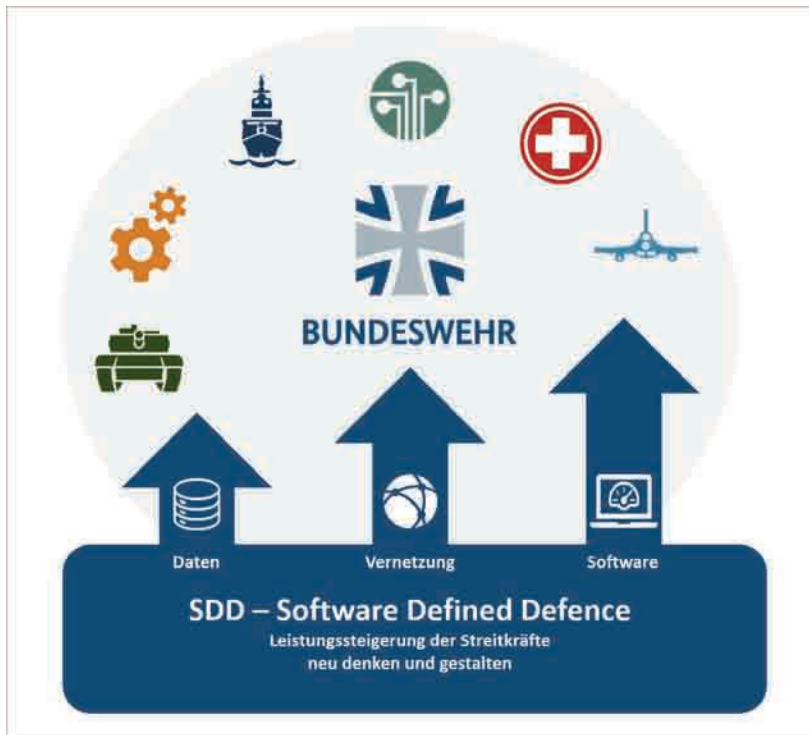 BUNDESWEHR
Daten
Vernetzung
Software
SDD – Software Defined Defence
Leistungssteigerung der Streitkräfte
neu denken und gestalten